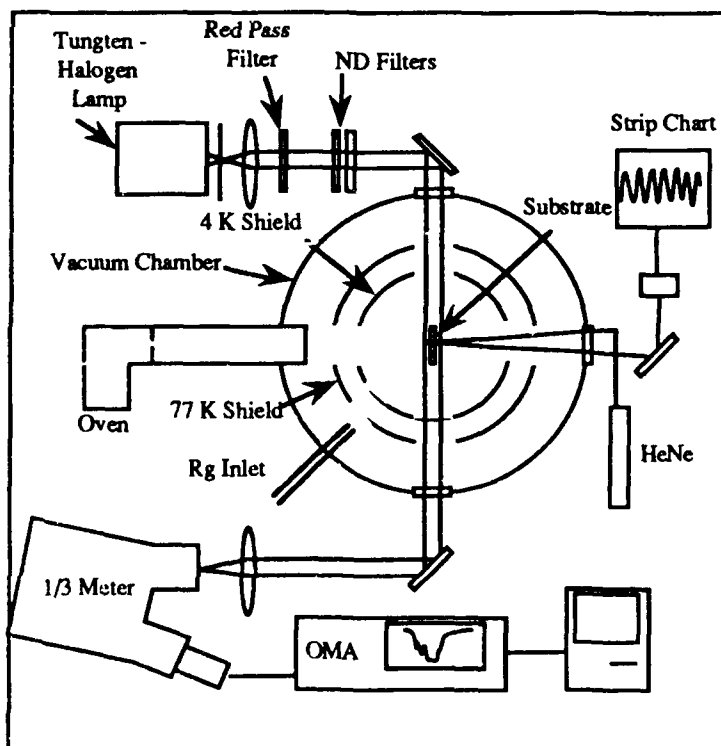 Tungten -
Halogen
Lamp
Red Pass
Filter
ND Filters
Strip Chart
4 K Shield
Substrate
Vacuum Chamber
Oven
77 K Shield
Rg Inlet
HeNe
1/3 Meter
OMA